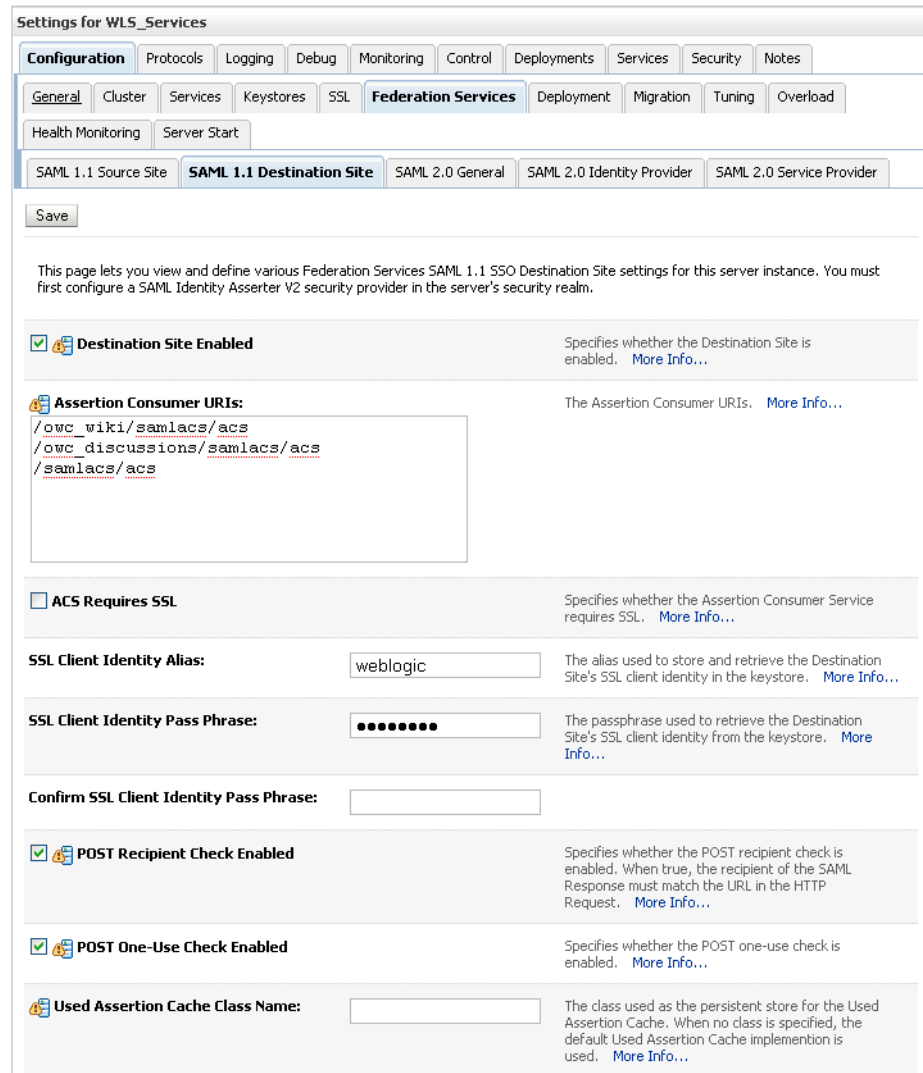 Settings for WLS_Services
Configuration Protocols Logging Debug Monitoring Control Deployments Services Security Notes
General Cluster Services Keystores SSL Federation Services Deployment Migration Tuning Overload
Health Monitoring Server Start
SAML 1.1 Source Site SAML 1.1 Destination Site SAML 2.0 General SAML 2.0 Identity Provider SAML 2.0 Service Provider
Save
This page lets you view and define various Federation Services SAML 1.1 SSO Destination Site settings for this server instance. You must
first configure a SAML Identity Asserter V2 security provider in the server's security realm.
Destination Site Enabled
Specifies whether the Destination Site is
enabled. More Info...
Assertion Consumer URIs:
The Assertion Consumer URIs. More Info...
/owc_wiki/samlacs/acs
/owc_discussions/samlacs/acs
/samlacs/acs
ACS Requires SSL
Specifies whether the Assertion Consumer Service
requires SSL. More Info...
SSL Client Identity Alias:
weblogic
The alias used to store and retrieve the Destination
Site's SSL client identity in the keystore. More Info...
SSL Client Identity Pass Phrase:
●●●●●●●●
The passphrase used to retrieve the Destination
Site's SSL client identity from the keystore. More
Info...
Confirm SSL Client Identity Pass Phrase:
POST Recipient Check Enabled
Specifies whether the POST recipient check is
enabled. When true, the recipient of the SAML
Response must match the URL in the HTTP
Request. More Info...
POST One-Use Check Enabled
Specifies whether the POST one-use check is
enabled. More Info...
Used Assertion Cache Class Name:
The class used as the persistent store for the Used
Assertion Cache. When no class is specified, the
default Used Assertion Cache implemention is
used. More Info...